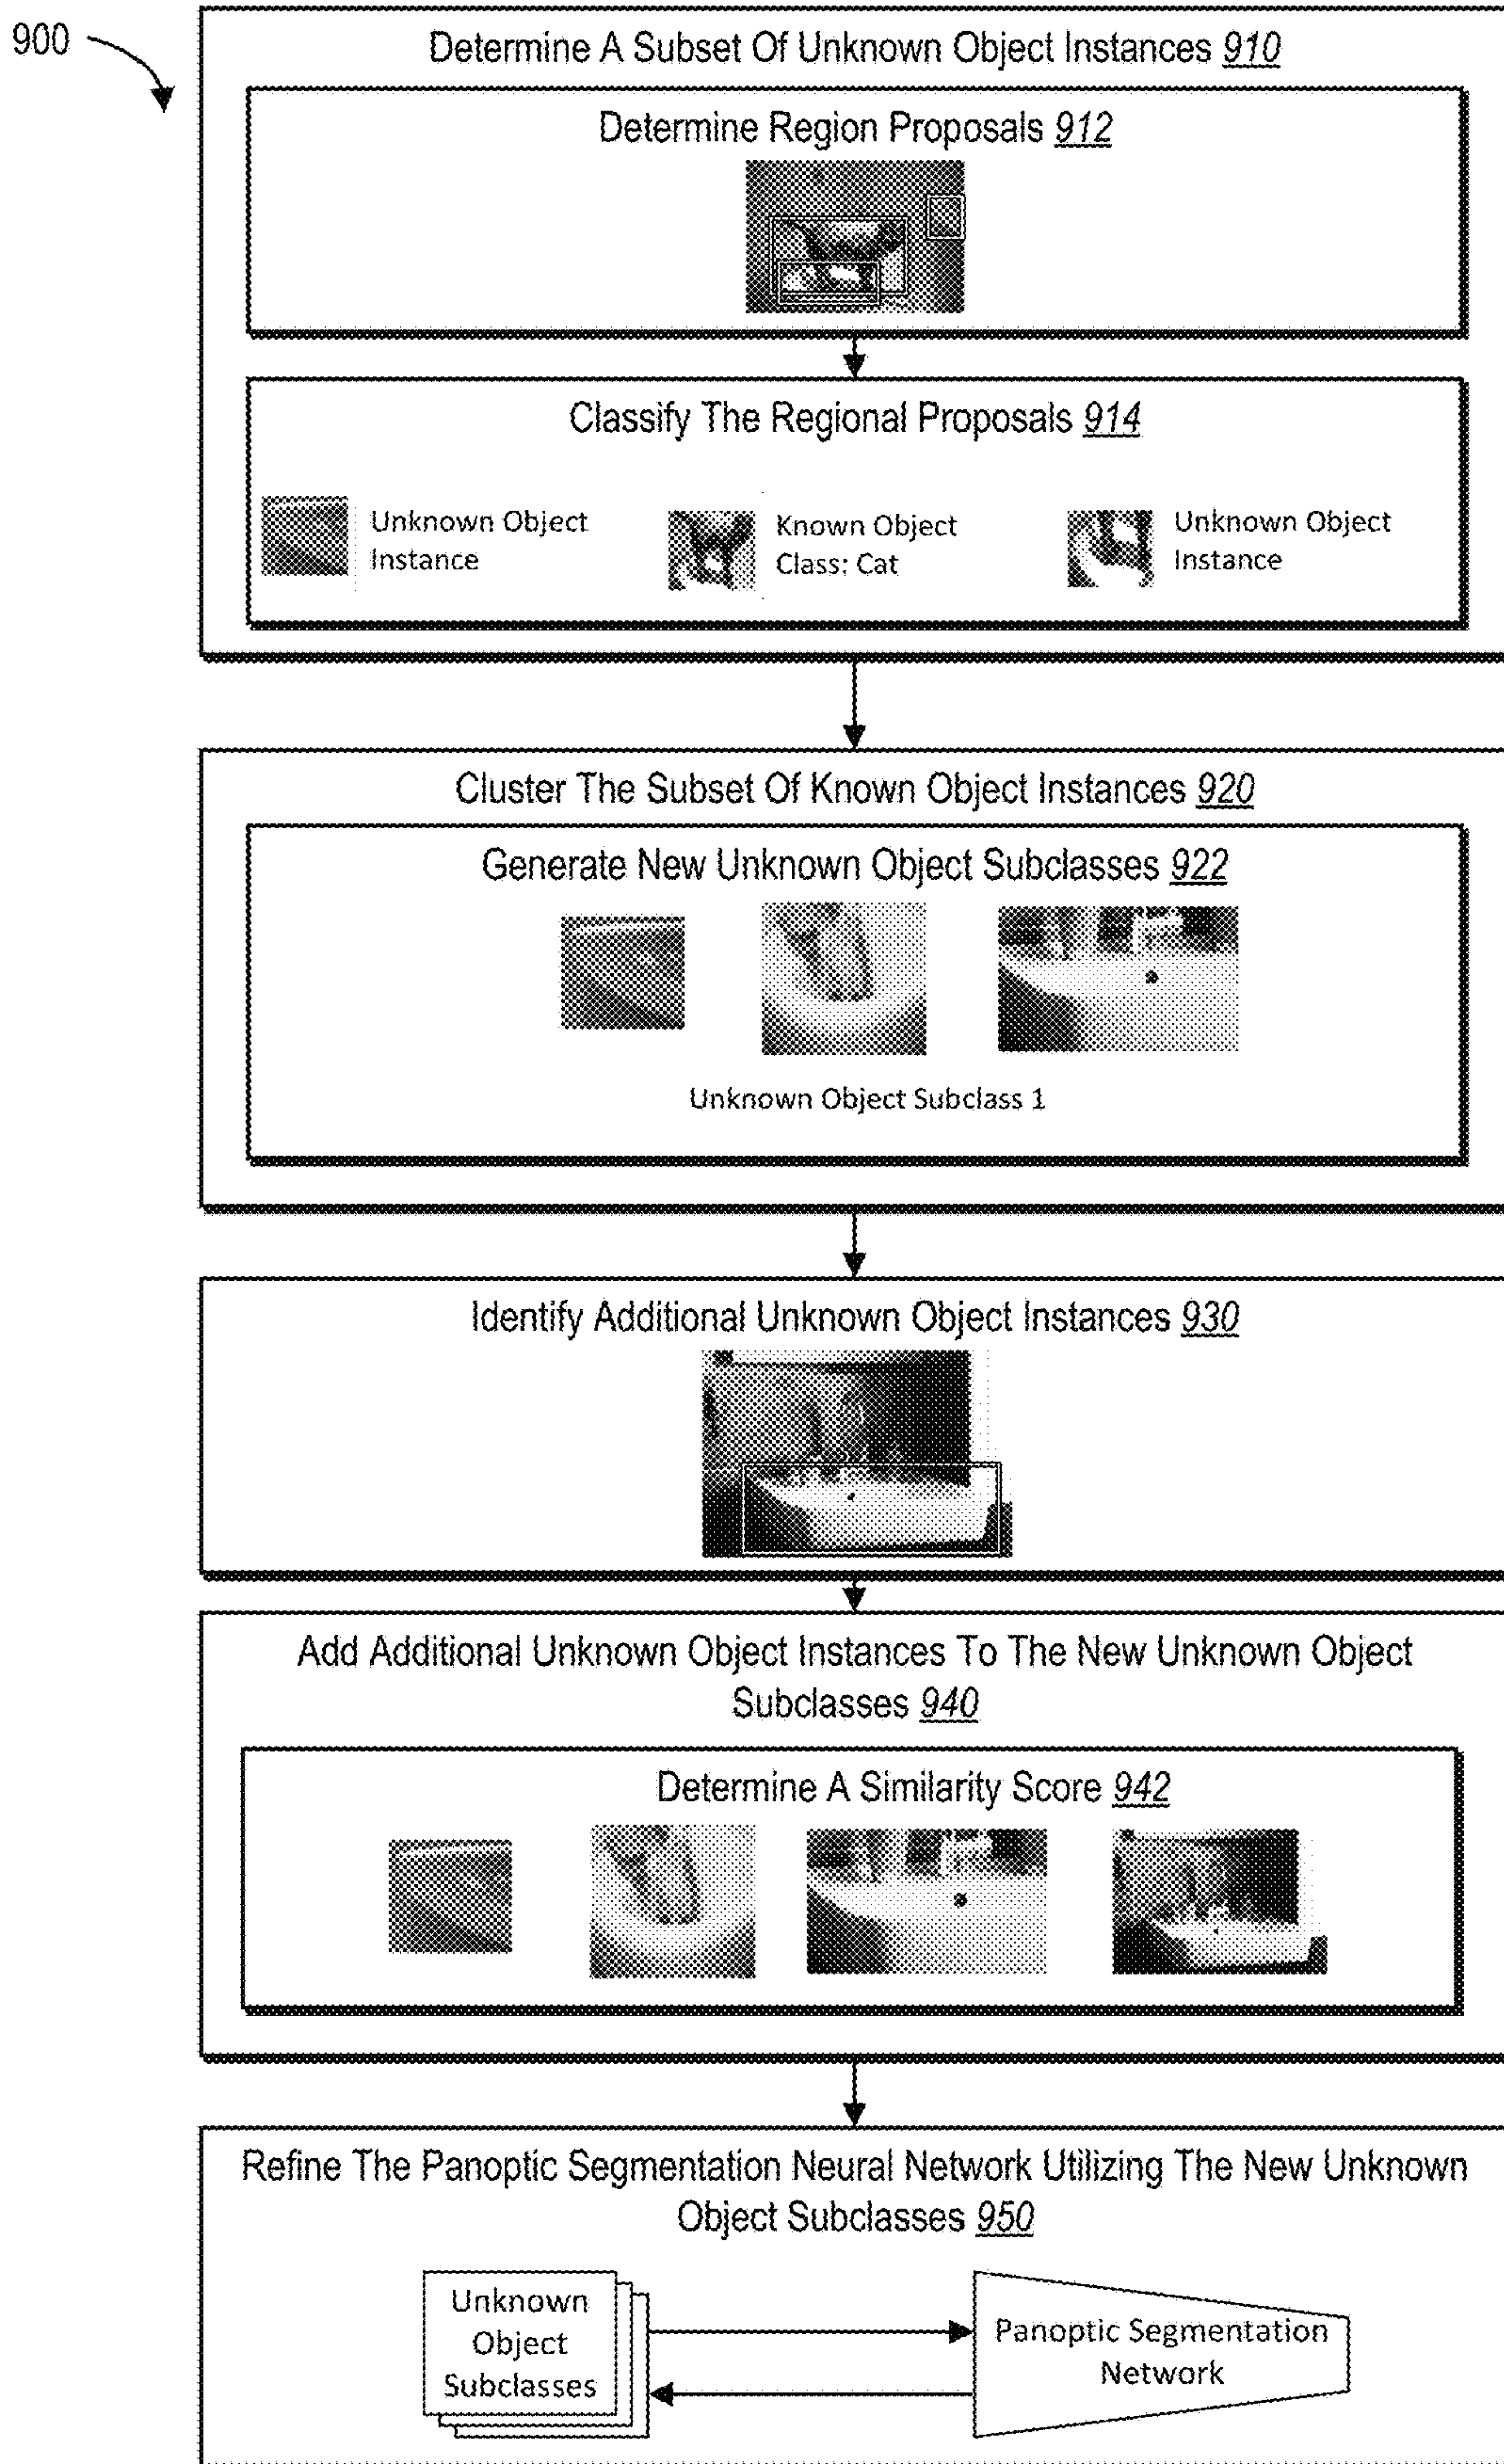 900
Determine A Subset Of Unknown Object Instances 910
Determine Region Proposals 912
Classify The Regional Proposals 914
Unknown Object
Instance
Known Object
Class: Cat
Unknown Object
Instance
Cluster The Subset Of Known Object Instances 920
Generate New Unknown Object Subclasses 922
Unknown Object Subclass 1
Identify Additional Unknown Object Instances 930
Add Additional Unknown Object Instances To The New Unknown Object
Subclasses 940
Determine A Similarity Score 942
Refine The Panoptic Segmentation Neural Network Utilizing The New Unknown
Object Subclasses 950
Unknown
Object
Subclasses
Panoptic Segmentation
Network